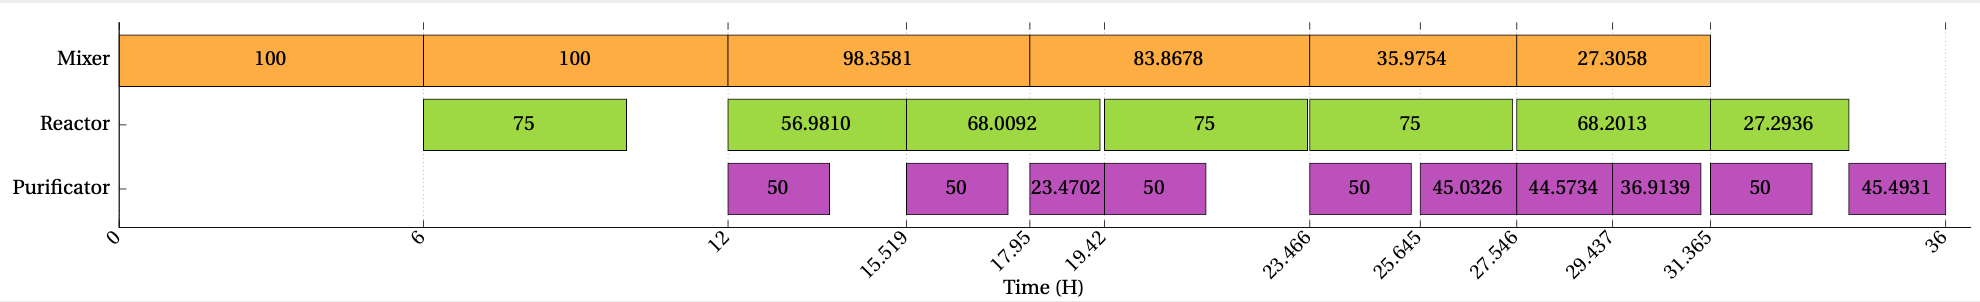 Mixer 100 100 98.3581 83.8678 35.9754 27.3058
Reactor 75 56.9810 68.0092 75 75 68.2013 27.2936
Purificator 50 50 23.4702 50 50 45.0326 44.5734 36.9139 50 45.4931
0 6 12 15.519 17.95 19.42 23.466 25.645 27.546 29.437 31.365 36
Time (H)